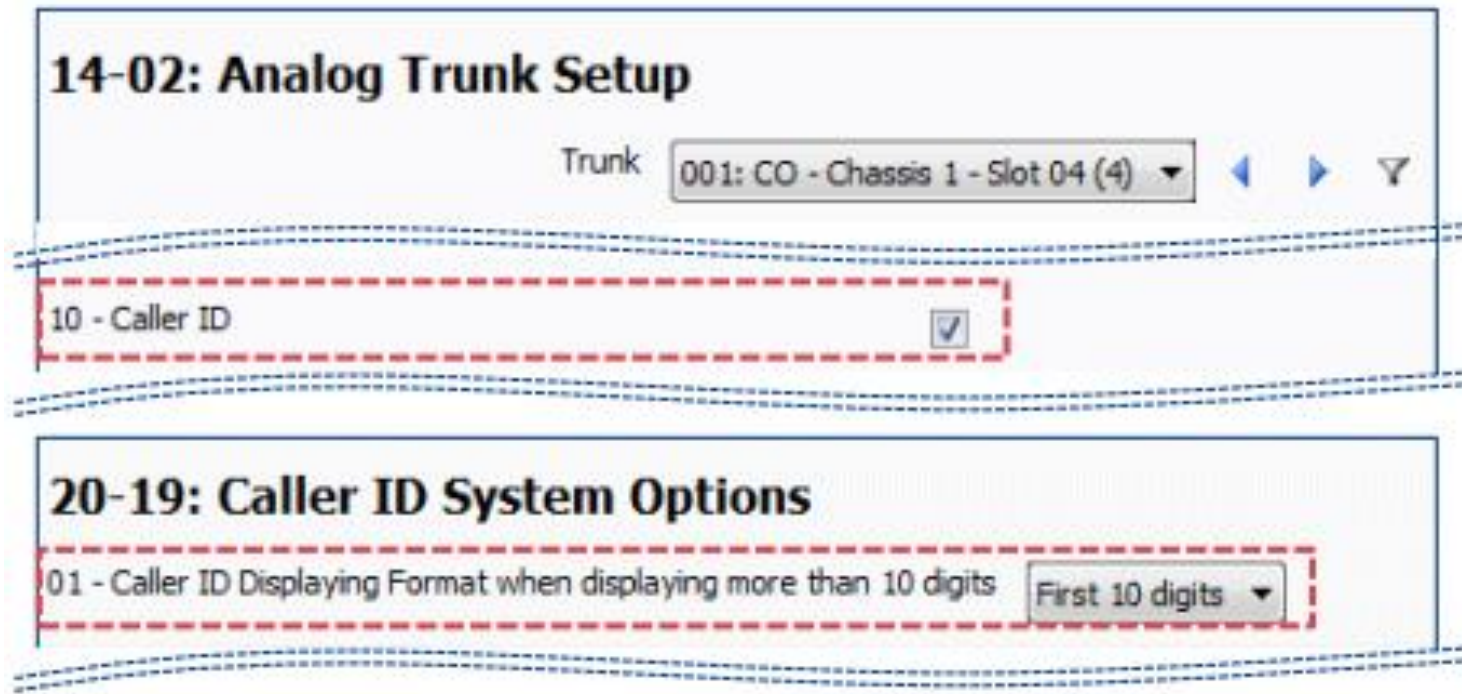 14-02: Analog Trunk Setup
Trunk 001: CO - Chassis 1 - Slot 04 (4)
10 - Caller ID
20-19: Caller ID System Options
01 - Caller ID Displaying Format when displaying more than 10 digits First 10 digits